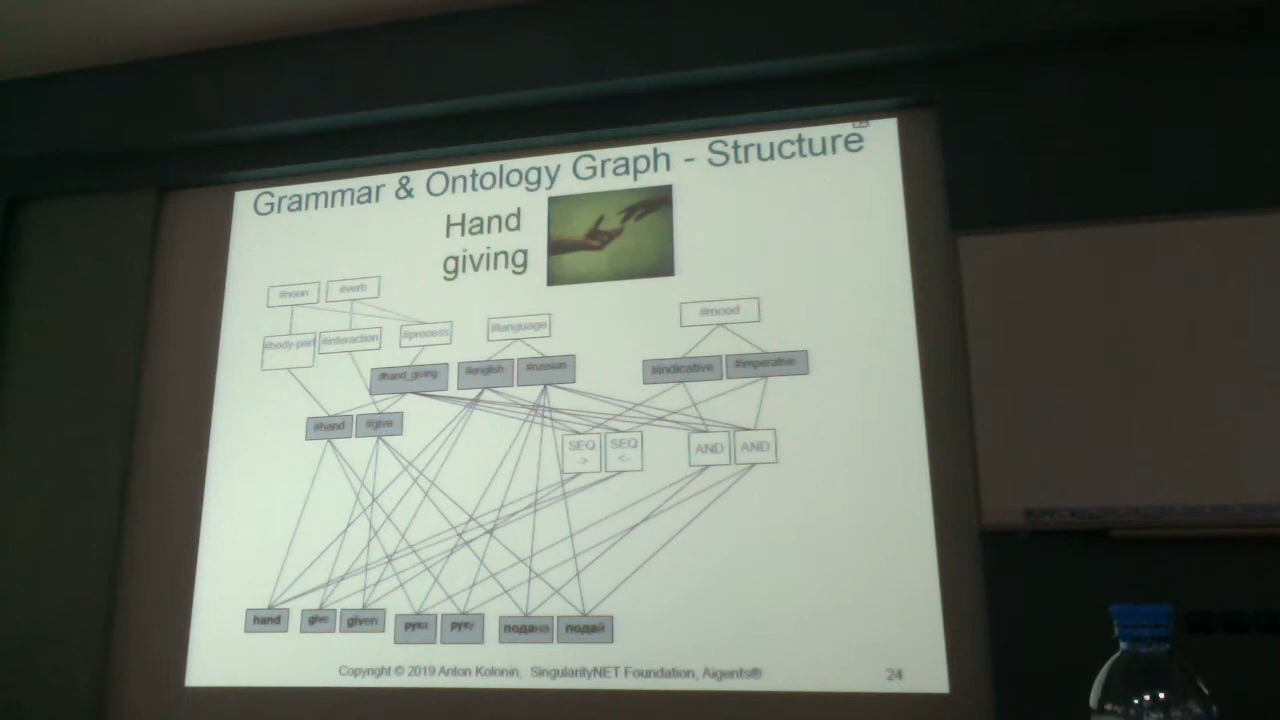 Grammar & Ontology Graph - Structure
Hand
giving
#noun #verb
#body-part #interaction #process #language #mood
#hand_giving #english #russian #indicative #imperative
#hand #give
SEQ SEQ AND AND
-> <-
hand give given рука руку подана подай
Copyright © 2019 Anton Kolonin, SingularityNET Foundation, Aigents® 24